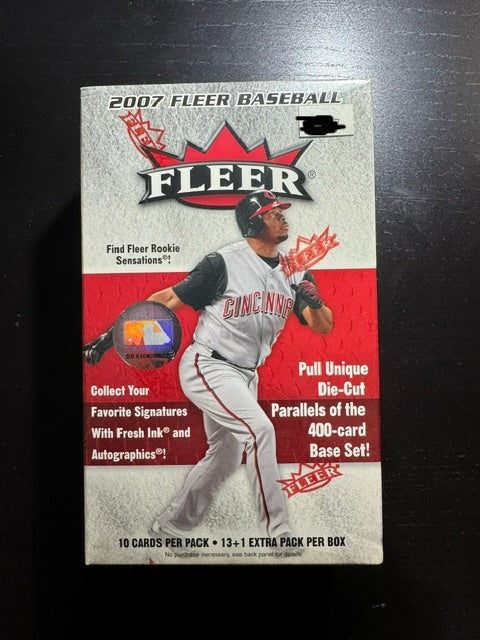 2007 FLEER BASEBALL
FLEER
FLEER®
Find Fleer Rookie
Sensations®!
FLEER
CINCINNA
Pull Unique
Die-Cut
Parallels of the
400-card
Base Set!
Collect Your
Favorite Signatures
With Fresh Ink® and
Autographics®!
FLEER
10 CARDS PER PACK • 13+1 EXTRA PACK PER BOX
No purchase necessary, see back panel for details